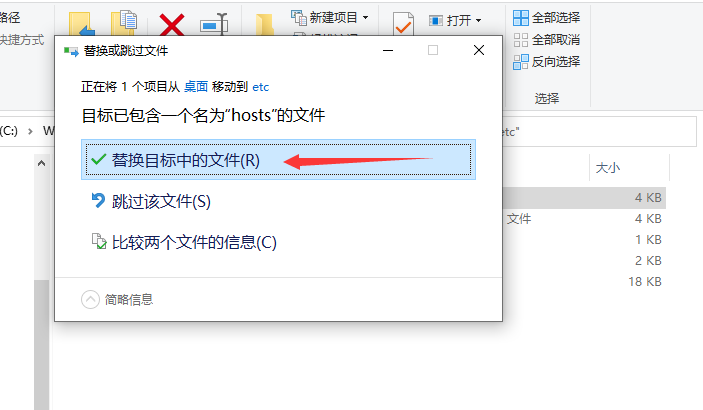 路径
快捷方式
新建项目
打开
全部选择
全部取消
反向选择
选择
替换或跳过文件
正在将 1 个项目从 桌面 移动到 etc
目标已包含一个名为“hosts”的文件
替换目标中的文件(R)
跳过该文件(S)
比较两个文件的信息(C)
简略信息
(C:)
W
etc"
大小
4 KB
文件
4 KB
1 KB
2 KB
18 KB